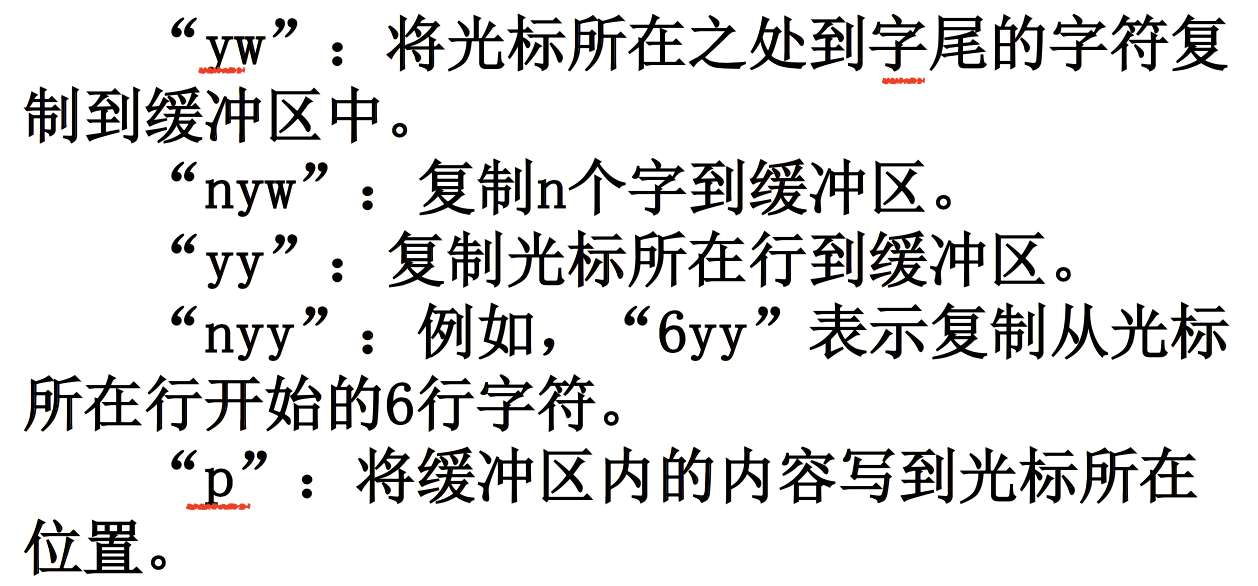 “yw”：将光标所在之处到字尾的字符复
制到缓冲区中。
“nyw”：复制n个字到缓冲区。
“yy”：复制光标所在行到缓冲区。
“nyy”：例如，“6yy”表示复制从光标
所在行开始的6行字符。
“p”：将缓冲区内的内容写到光标所在
位置。